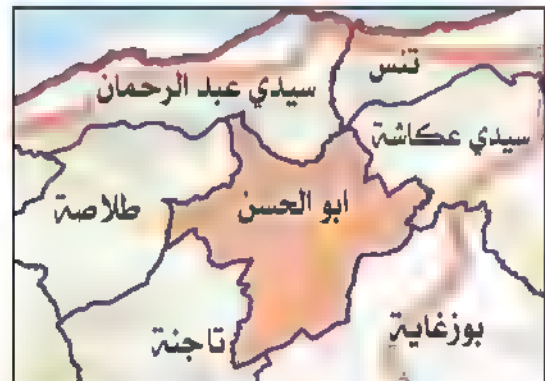 تنس
سيدي عبد الرحمان
سيدي عكاشة
ابو الحسن
طلاصة
بوزغاية
تاجنة